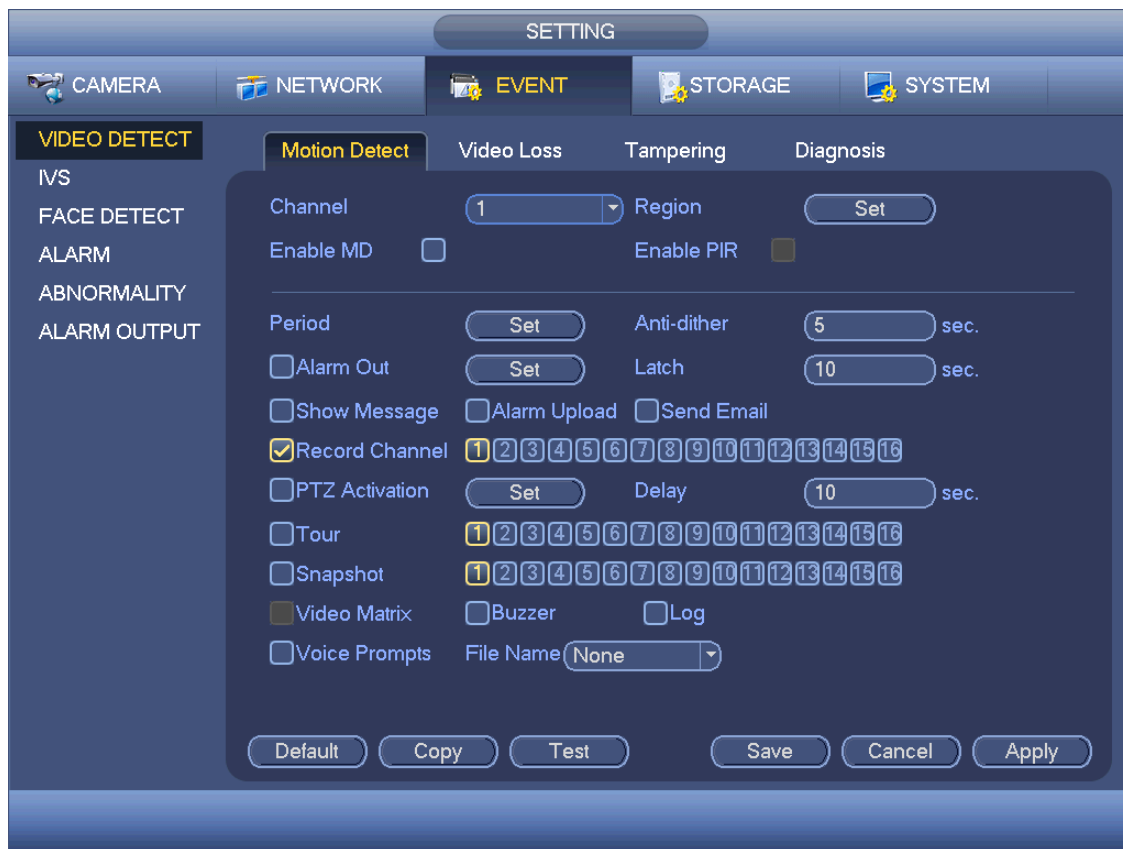 SETTING
CAMERA NETWORK EVENT STORAGE SYSTEM
VIDEO DETECT
IVS
FACE DETECT
ALARM
ABNORMALITY
ALARM OUTPUT
Motion Detect Video Loss Tampering Diagnosis
Channel 1 Region Set
Enable MD Enable PIR
Period Set Anti-dither 5 sec.
Alarm Out Set Latch 10 sec.
Show Message Alarm Upload Send Email
Record Channel 1 2 3 4 5 6 7 8 9 10 11 12 13 14 15 16
PTZ Activation Set Delay 10 sec.
Tour 1 2 3 4 5 6 7 8 9 10 11 12 13 14 15 16
Snapshot 1 2 3 4 5 6 7 8 9 10 11 12 13 14 15 16
Video Matrix Buzzer Log
Voice Prompts File Name None
Default Copy Test Save Cancel Apply